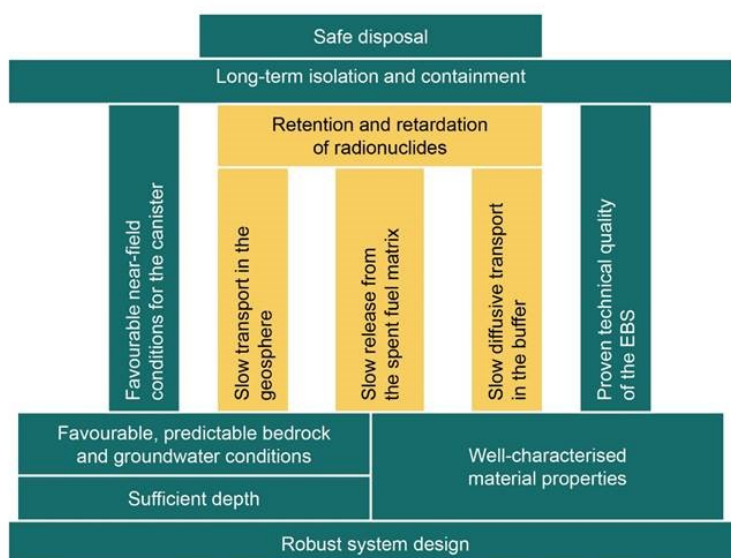 Safe disposal
Long-term isolation and containment
Retention and retardation
of radionuclides
Favourable near-field
conditions for the canister
Slow transport in the
geosphere
Slow release from
the spent fuel matrix
Slow diffusive transport
in the buffer
Proven technical quality
of the EBS
Favourable, predictable bedrock
and groundwater conditions
Well-characterised
material properties
Sufficient depth
Robust system design